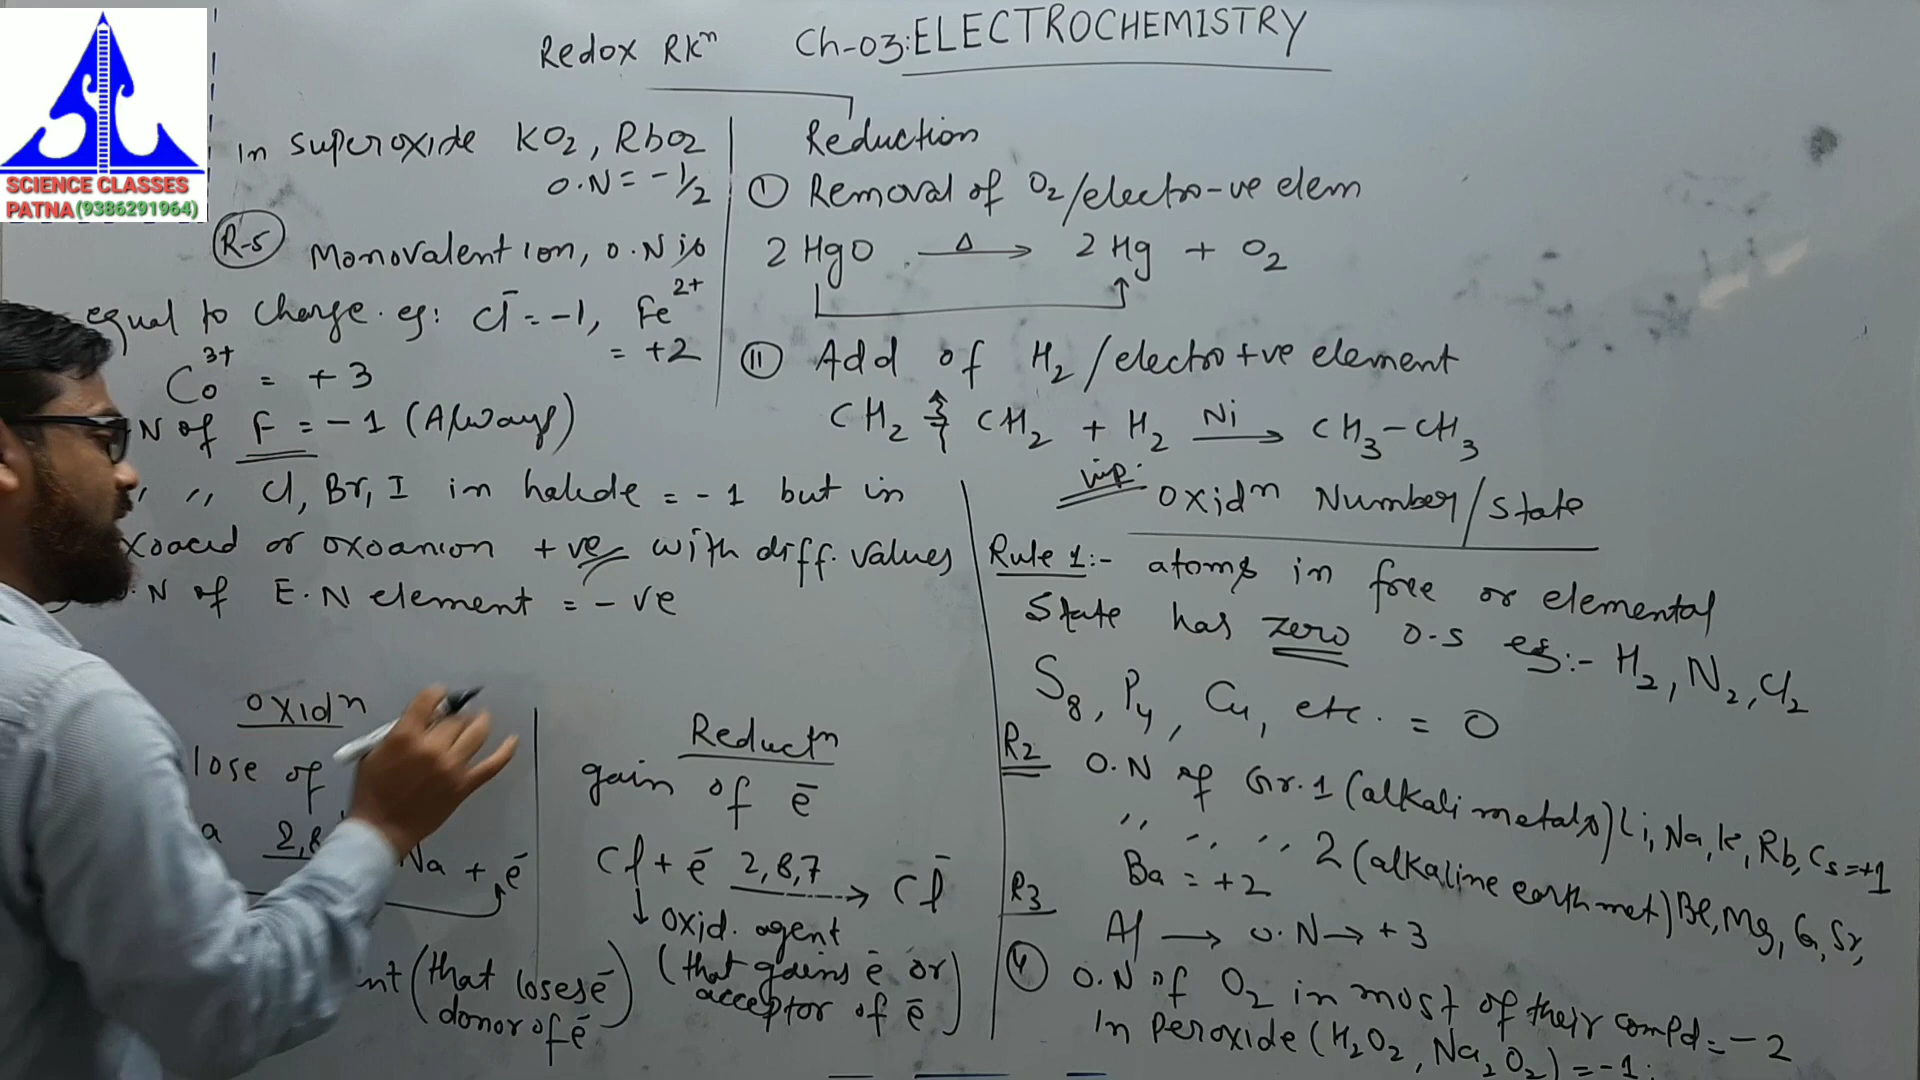 Redox RKⁿ Ch-03: ELECTROCHEMISTRY
SCIENCE CLASSES
PATNA (9386291964)
In superoxide KO₂, RbO₂
O.N = -1/2
R-5 Monovalent ion, O.N is
equal to charge. eg: Cl⁻ = -1, Fe²⁺
= +2
Co³⁺ = +3
N of F = -1 (Always)
〃 〃 Cl, Br, I in halide = -1 but in
xoacid or oxoanion +ve with diff. values
.N of E.N element = -ve
Oxidⁿ
lose of
a 2,8 Na + e⁻
nt (that loses e⁻
donor of e⁻)
Reductⁿ
gain of e⁻
Cl + e⁻ 2,8,7 → Cl⁻
↓ Oxid. agent
(that gains e⁻ or
acceptor of e⁻)
Reduction
(I) Removal of O₂/electro-ve elem
2HgO Δ → 2Hg + O₂
(II) Add of H₂/electro+ve element
CH₂ CH₂ + H₂ Ni → CH₃-CH₃
imp. Oxidⁿ Number/state
Rule 1:- atoms in free or elemental
State has zero O.S eg:- H₂, N₂, Cl₂
S₈, P₄, Cu, etc. = 0
R2 O.N of Gr.1 (alkali metals) Li, Na, K, Rb, Cs = +1
〃 〃 〃 2 (alkaline earth met) Be, Mg, Ca, Sr,
Ba = +2
R3 Al → O.N → +3
(4) O.N of O₂ in most of their compd = -2
In peroxide (H₂O₂, Na₂O₂) = -1.